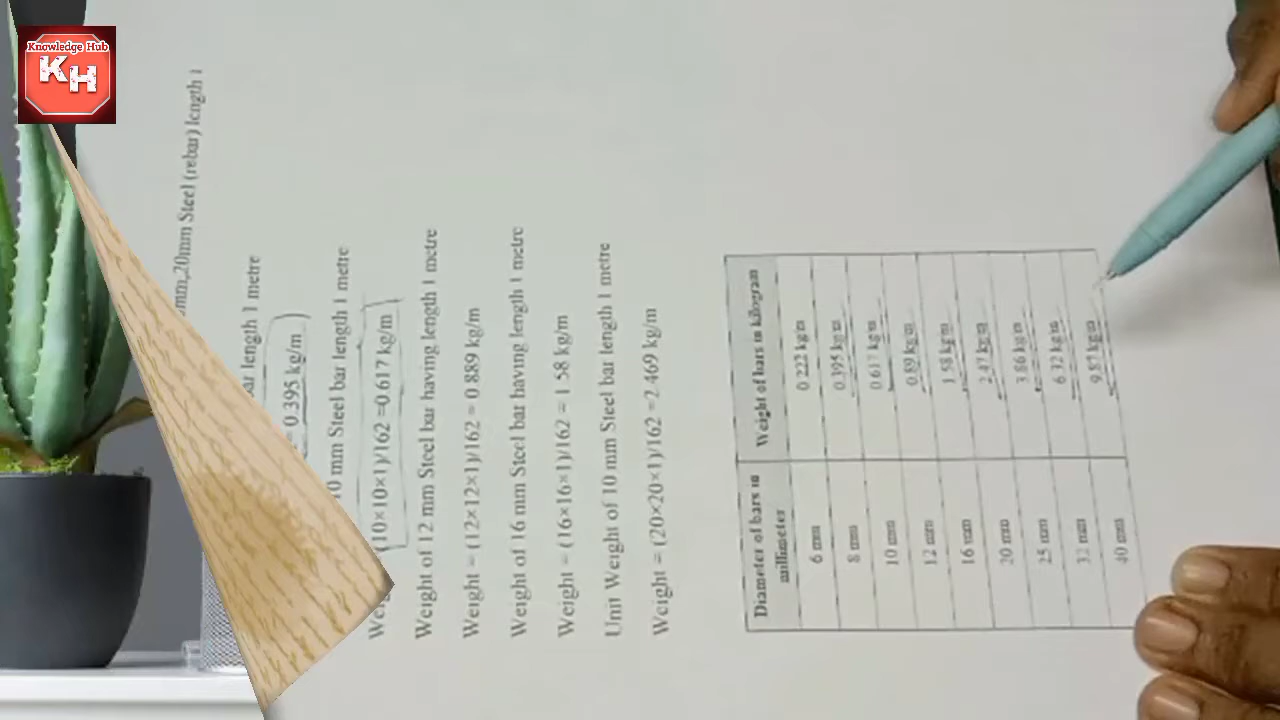 Knowledge Hub
KH
mm,20mm Steel (rebar) length 1
ar length 1 metre
= 0.395 kg/m
10 mm Steel bar length 1 metre
Weig (10×10×1)/162 =0.617 kg/m
Weight of 12 mm Steel bar having length 1 metre
Weight = (12×12×1)/162 = 0.889 kg/m
Weight of 16 mm Steel bar having length 1 metre
Weight = (16×16×1)/162 = 1.58 kg/m
Unit Weight of 10 mm Steel bar length 1 metre
Weight = (20×20×1)/162 =2.469 kg/m
Diameter of bars in millimeter Weight of bars in Kilogram
6 mm 0.222 kg/m
8 mm 0.395 kg/m
10 mm 0.617 kg/m
12 mm 0.89 kg/m
16 mm 1.58 kg/m
20 mm 2.47 kg/m
25 mm 3.86 kg/m
32 mm 6.32 kg/m
40 mm 9.87 kg/m